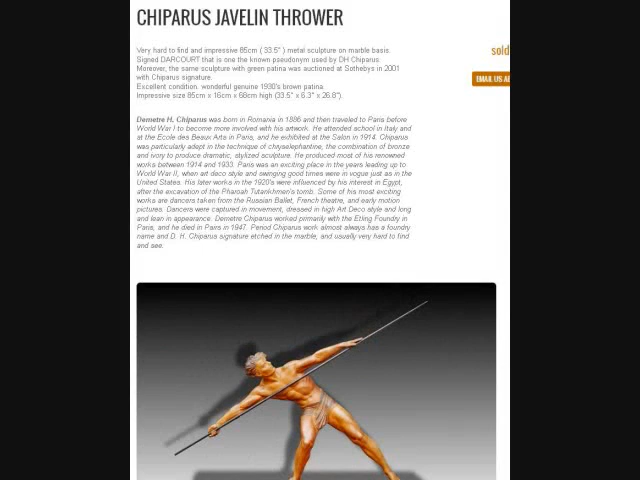 CHIPARUS JAVELIN THROWER
Very hard to find and impressive 85cm ( 33.5" ) metal sculpture on marble basis.
Signed DARCOURT that is one the known pseudonym used by DH Chiparus
Moreover, the same sculpture with green patina was auctioned at Sothebys in 2001
with Chiparus signature.
Excellent condition. wonderful genuine 1930's brown patina
Impressive size 85cm x 16cm x 68cm high (33.5" x 6.3" x 26.8").
sold
EMAIL US A
Demetre H. Chiparus was born in Romania in 1886 and then traveled to Paris before
World War I to become more involved with his artwork. He attended school in Italy and
at the Ecole des Beaux Arts in Paris, and he exhibited at the Salon in 1914. Chiparus
was particularly adept in the technique of chryselephantine, the combination of bronze
and ivory to produce dramatic, stylized sculpture. He produced most of his renowned
works between 1914 and 1933. Paris was an exciting place in the years leading up to
World War II, when art deco style and swinging good times were in vogue just as in the
United States. His later works in the 1920's were influenced by his interest in Egypt,
after the excavation of the Pharoah Tutankhmen's tomb. Some of his most exciting
works are dancers taken from the Russian Ballet, French theatre, and early motion
pictures. Dancers were captured in movement, dressed in high Art Deco style and long
and lean in appearance. Demetre Chiparus worked primarily with the Etling Foundry in
Paris, and he died in Pairs in 1947. Period Chiparus work almost always has a foundry
name and D. H. Chiparus signature etched in the marble, and usually very hard to find
and see.